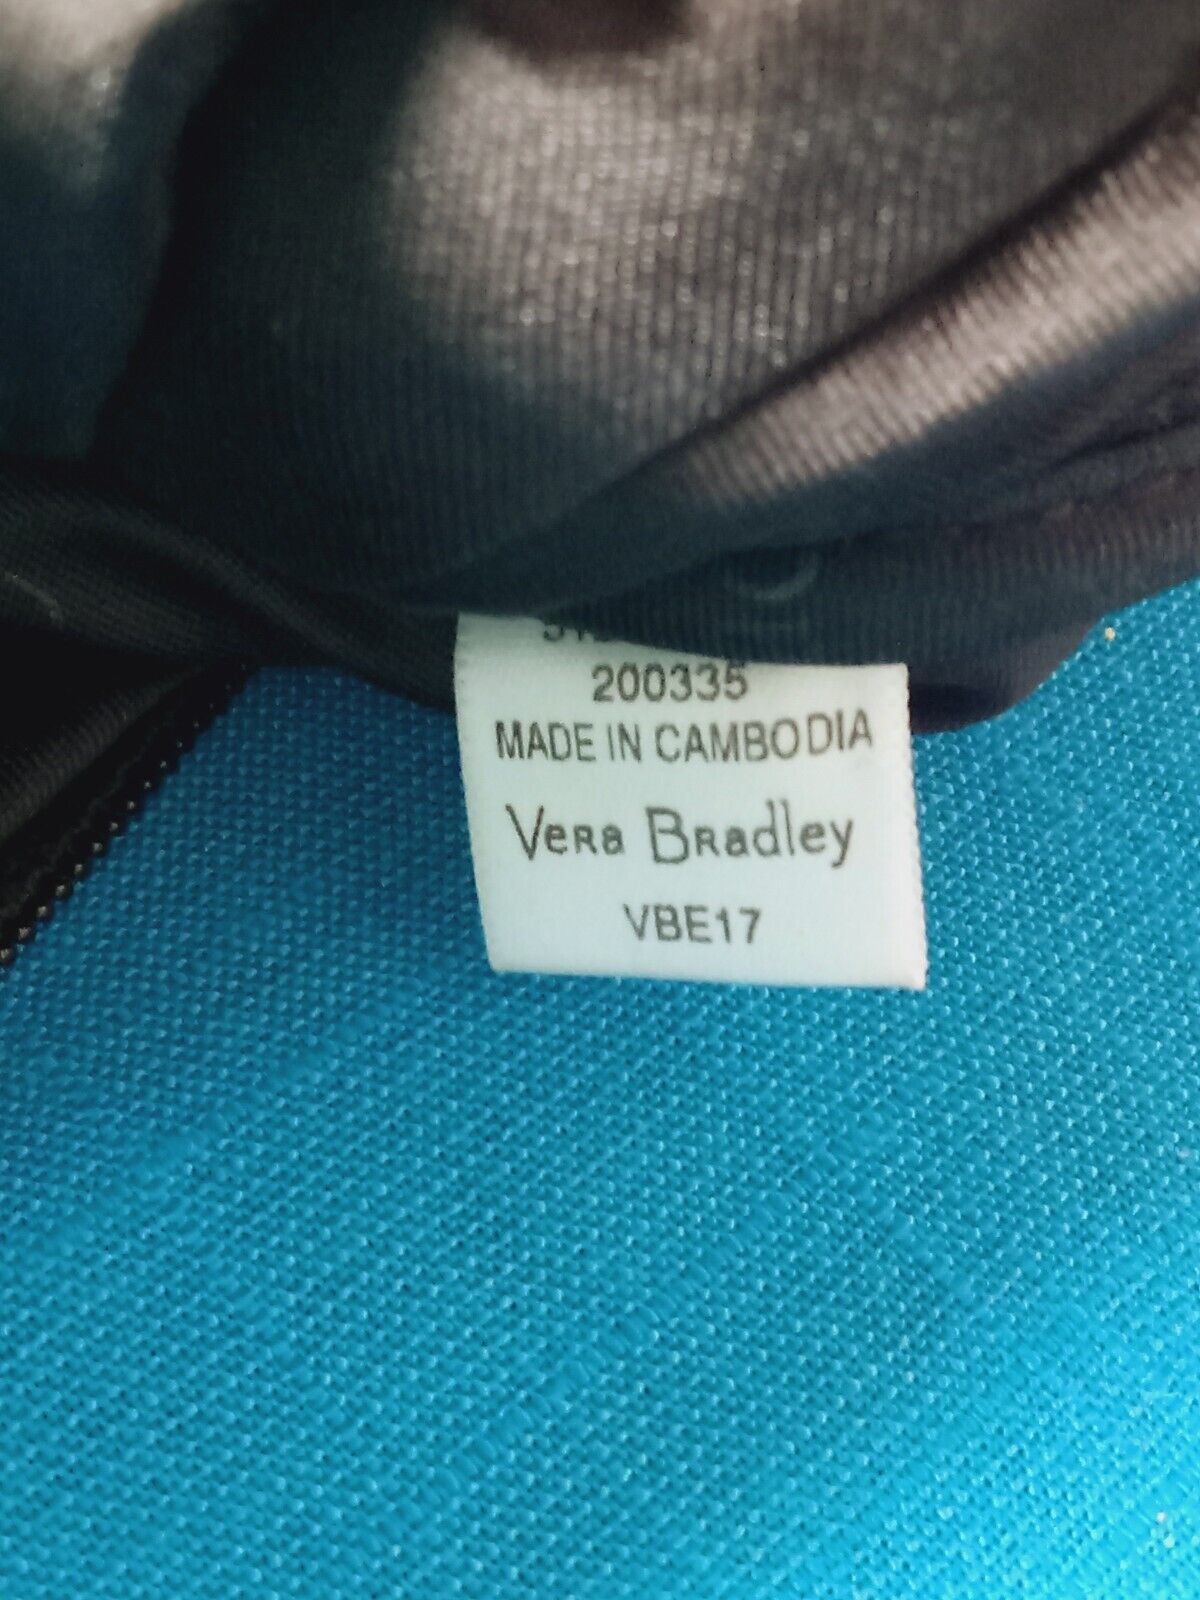 200335
MADE IN CAMBODIA
Vera Bradley
VBE17